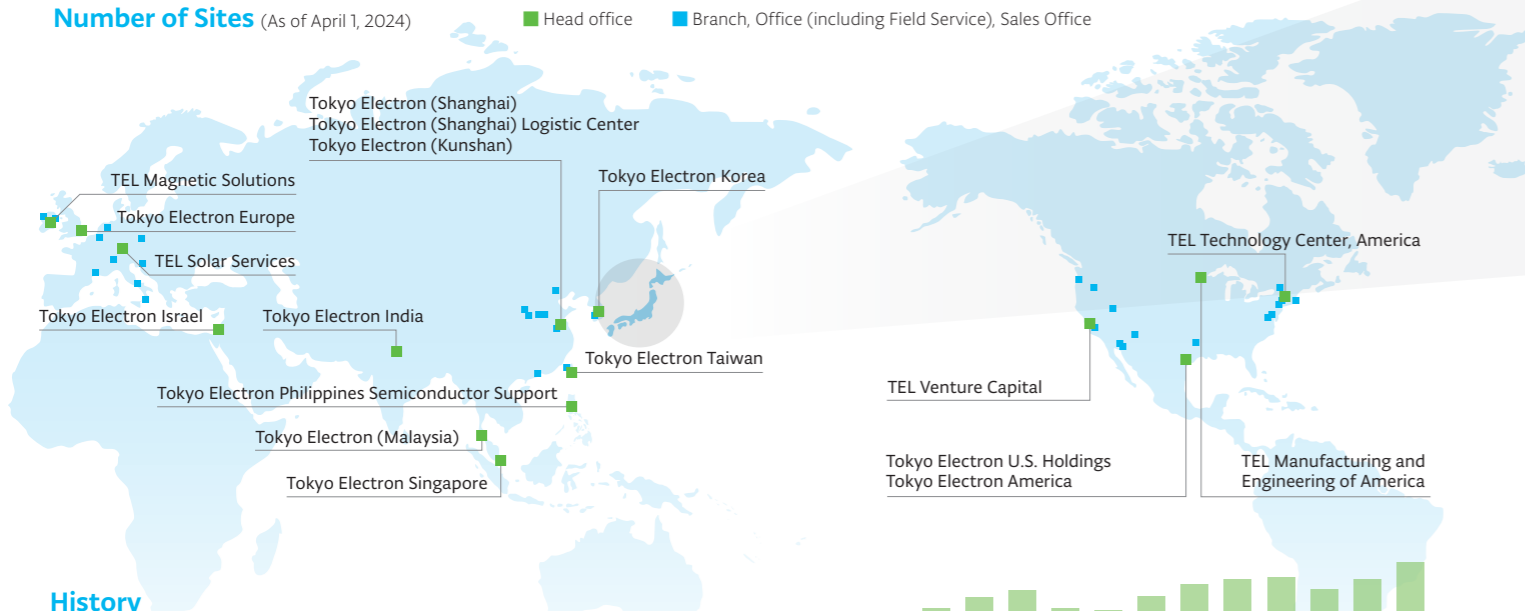 Number of Sites (As of April 1, 2024)
Head office
Branch, Office (including Field Service), Sales Office
Tokyo Electron (Shanghai)
Tokyo Electron (Shanghai) Logistic Center
Tokyo Electron (Kunshan)
TEL Magnetic Solutions
Tokyo Electron Korea
Tokyo Electron Europe
TEL Technology Center, America
TEL Solar Services
Tokyo Electron Israel
Tokyo Electron India
Tokyo Electron Taiwan
TEL Venture Capital
Tokyo Electron Philippines Semiconductor Support
Tokyo Electron (Malaysia)
Tokyo Electron Singapore
Tokyo Electron U.S. Holdings
Tokyo Electron America
TEL Manufacturing and
Engineering of America
History